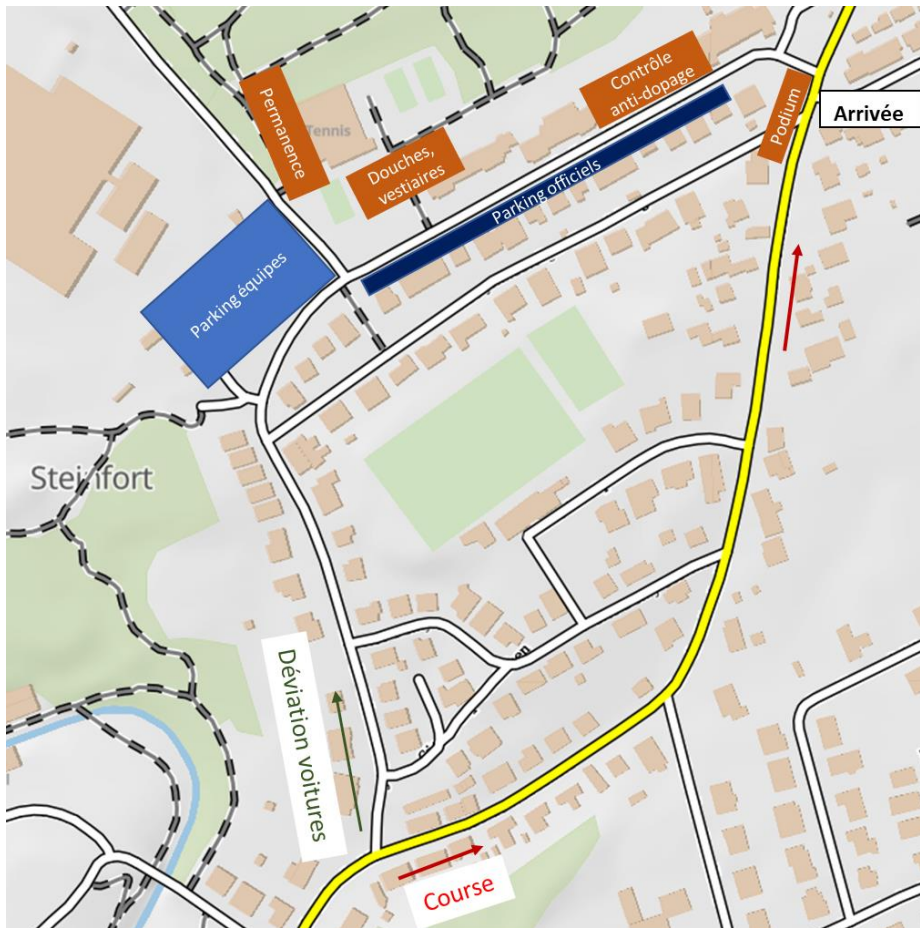 Contrôle
anti-dopage
Permanence
Tennis
Podium
Arrivée
Douches,
vestiaires
Parking officiels
Parking équipes
Steinfort
Déviation voitures
Course